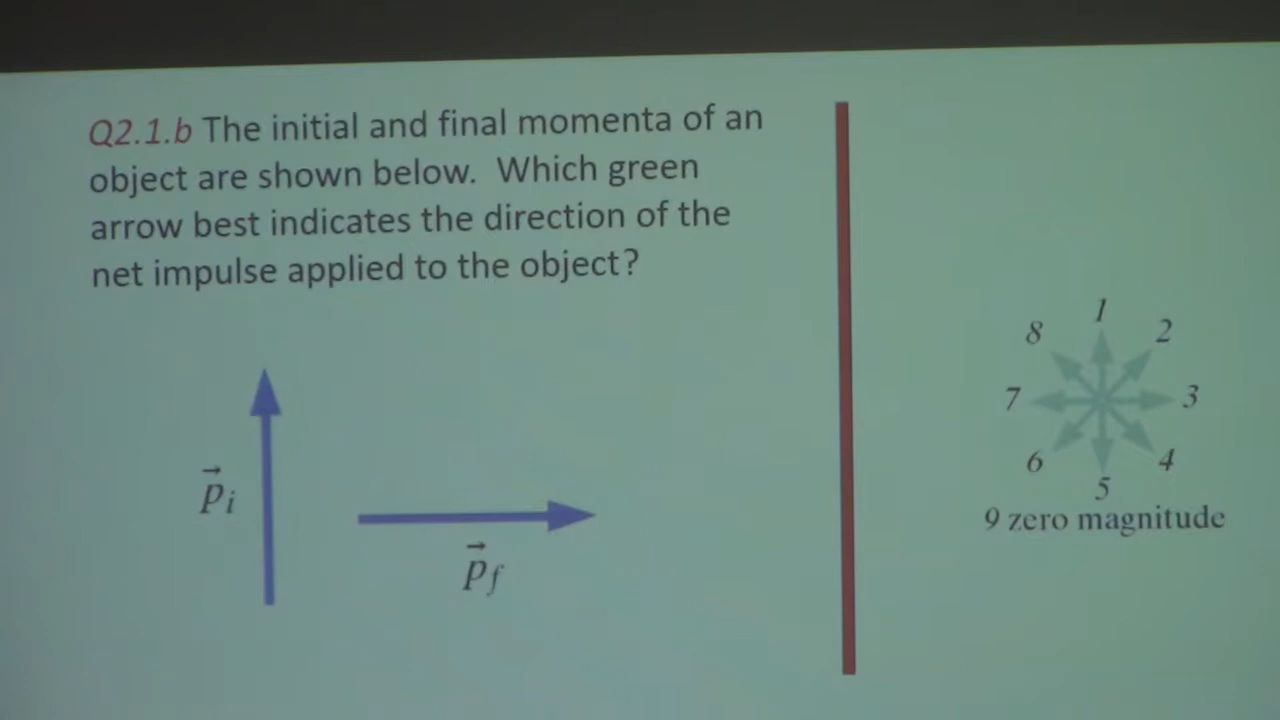 Q2.1.b The initial and final momenta of an
object are shown below. Which green
arrow best indicates the direction of the
net impulse applied to the object?
p⃗i
p⃗f
1
2
3
4
5
6
7
8
9 zero magnitude